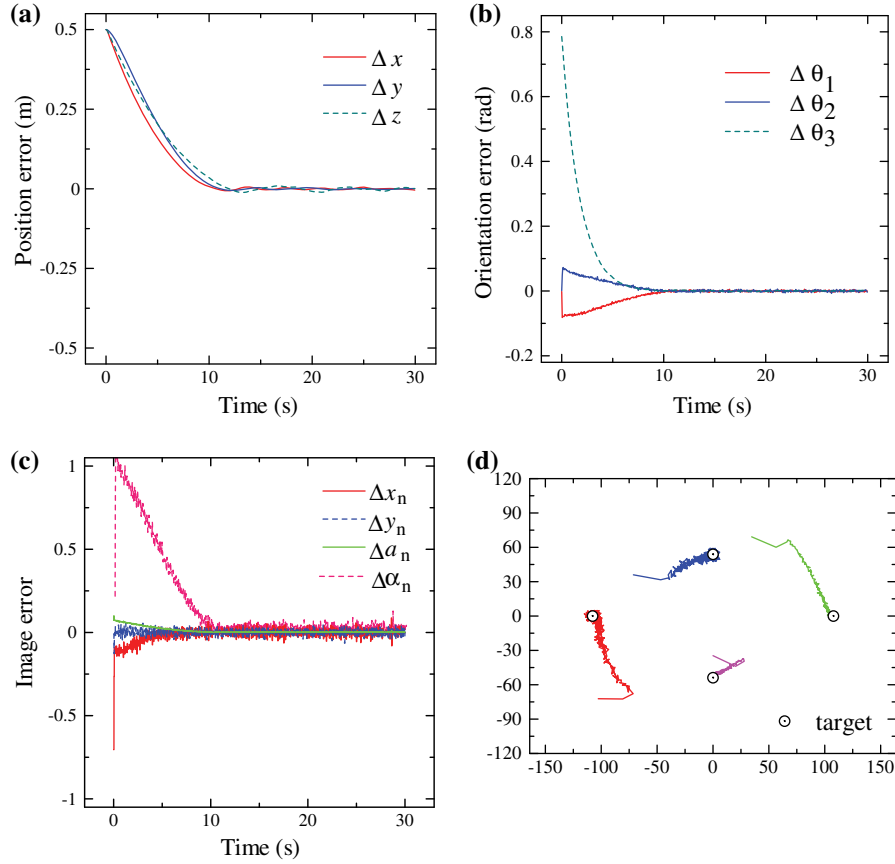 (a)
0.5
0.25
0
-0.25
-0.5
0
10
20
30
Position error (m)
Time (s)
Δ x
Δ y
Δ z
(b)
0.8
0.6
0.4
0.2
0
-0.2
0
5
10
15
20
25
30
Orientation error (rad)
Time (s)
Δ θ1
Δ θ2
Δ θ3
(c)
1
0.5
0
-0.5
-1
0
10
20
30
Image error
Time (s)
Δxn
Δyn
Δan
Δαn
(d)
120
90
60
30
0
-30
-60
-90
-120
-150
-100
-50
0
50
100
150
target